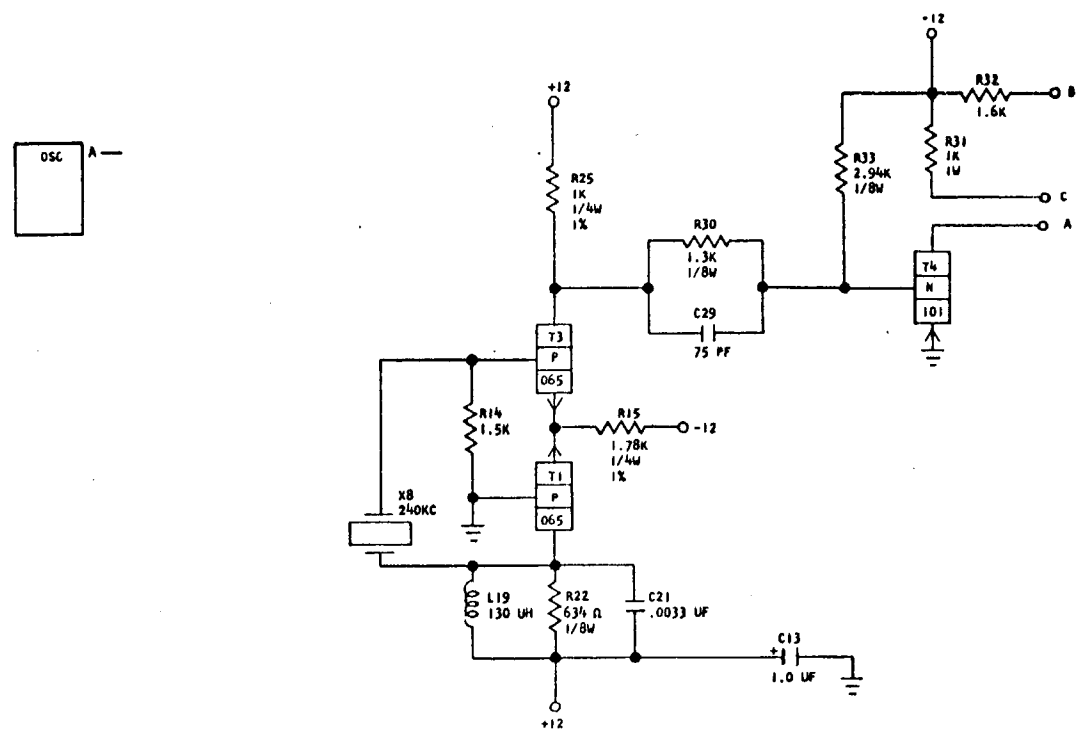 OSC
A
+12
R25
1K
1/4W
1%
R30
1.3K
1/8W
C29
75 PF
-12
R32
1.6K
B
R33
2.94K
1/8W
R31
1K
1W
C
A
T4
N
101
T3
P
065
R14
1.5K
R15
1.78K
1/4W
1%
-12
T1
P
065
X8
240KC
L19
130 UH
R22
634 Ω
1/8W
C21
.0033 UF
C13
+
1.0 UF
+12